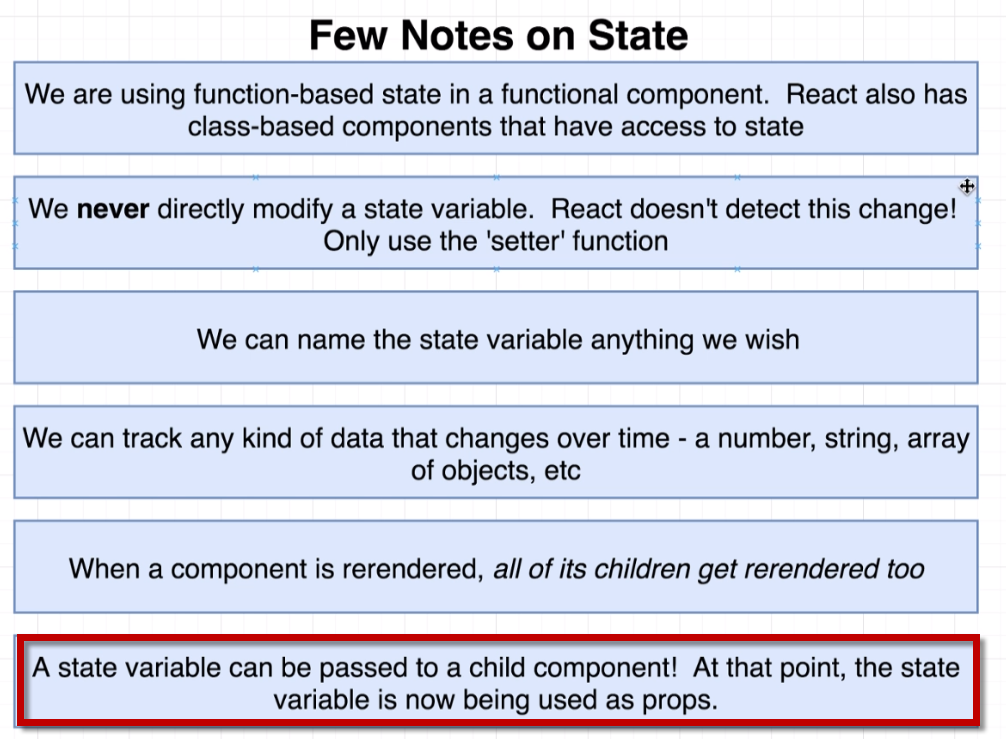 Few Notes on State
We are using function-based state in a functional component.  React also has
class-based components that have access to state
We never directly modify a state variable.  React doesn't detect this change!
Only use the 'setter' function
We can name the state variable anything we wish
We can track any kind of data that changes over time - a number, string, array
of objects, etc
When a component is rerendered, all of its children get rerendered too
A state variable can be passed to a child component!  At that point, the state
variable is now being used as props.